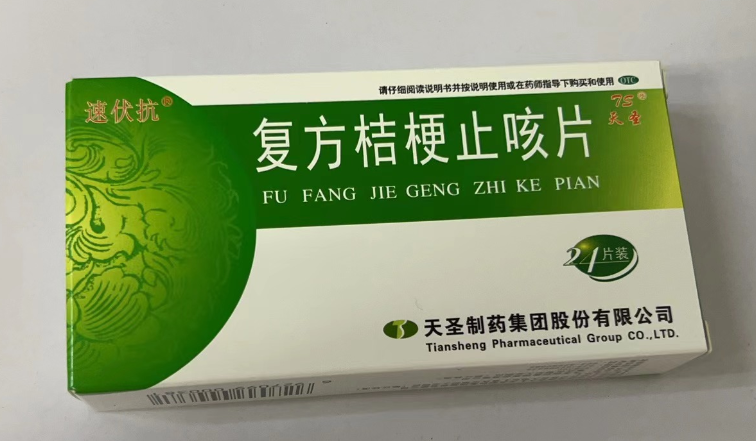 请仔细阅读说明书并按说明使用或在药师指导下购买和使用 OTC
速伏抗®
TS®
天圣
复方桔梗止咳片
FU FANG JIE GENG ZHI KE PIAN
24片装
天圣制药集团股份有限公司
Tiansheng Pharmaceutical Group CO.,LTD.